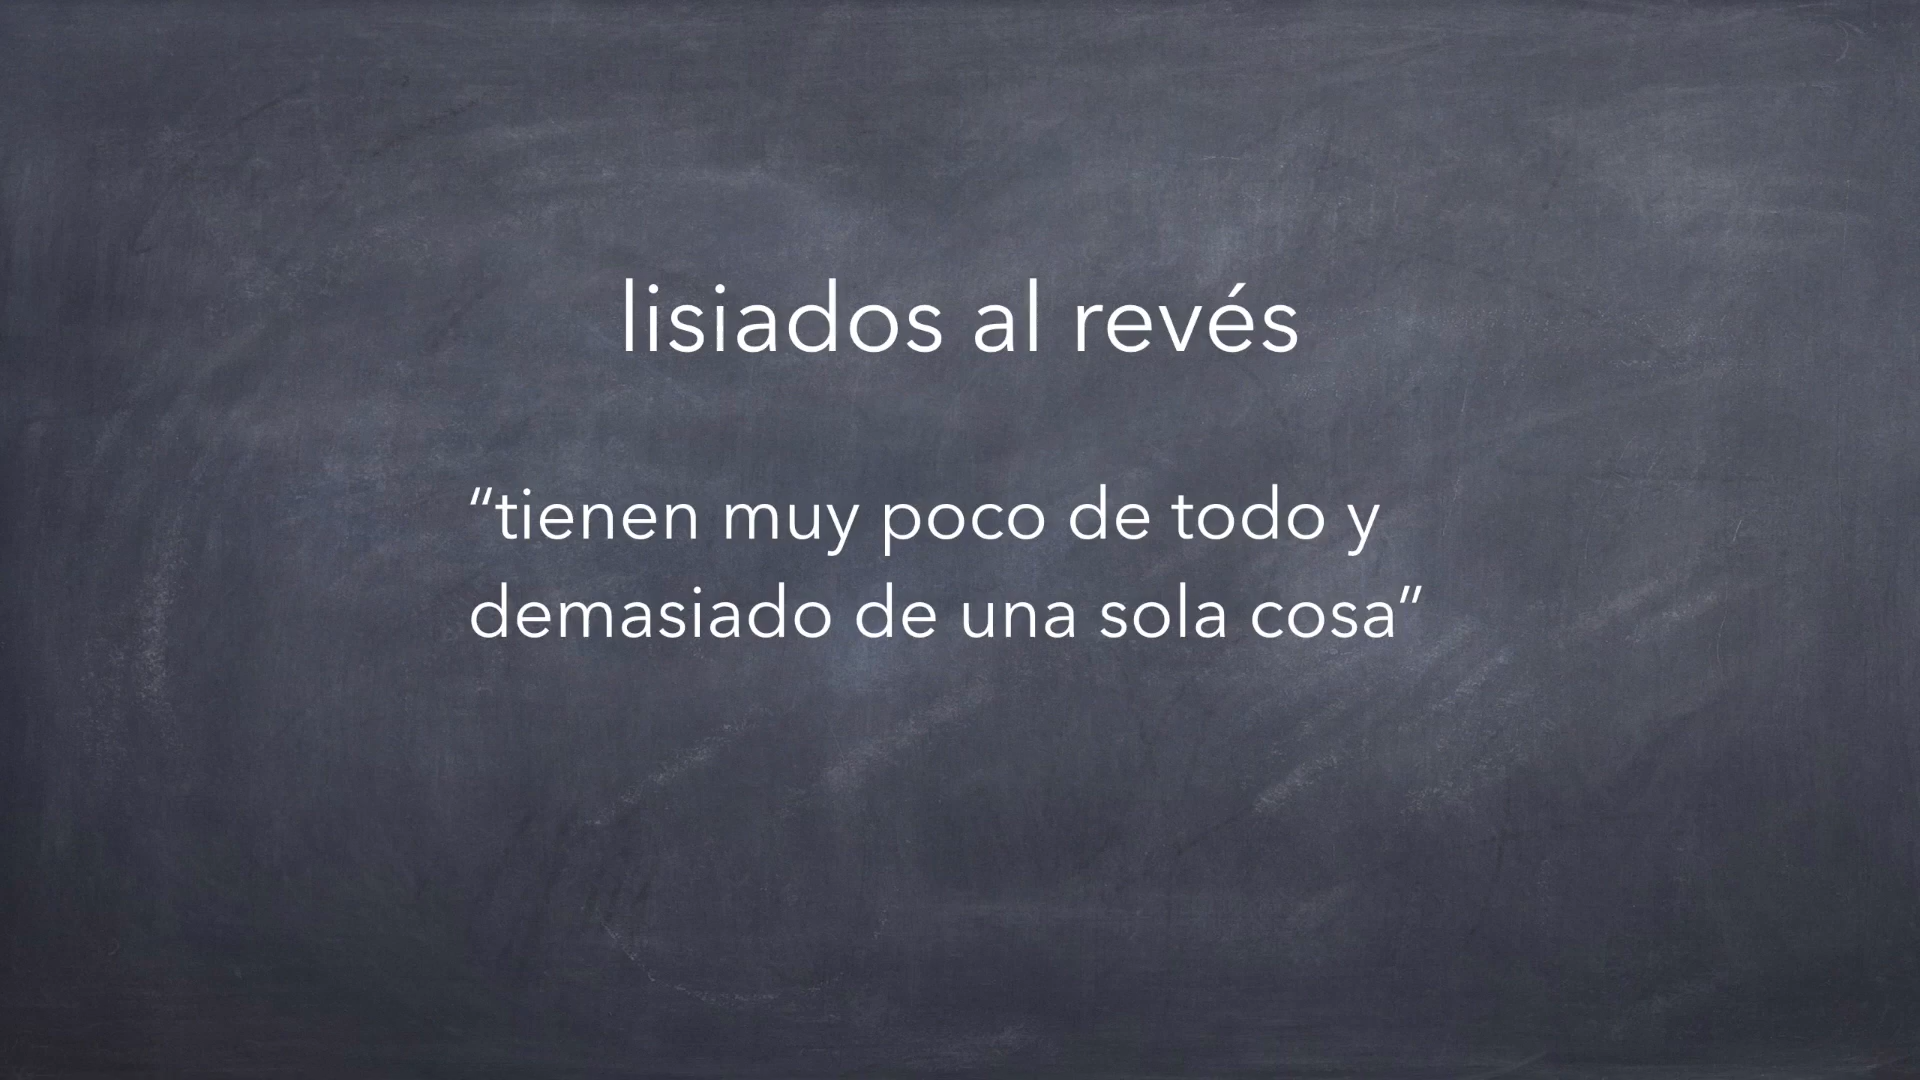 lisiados al revés
“tienen muy poco de todo y
demasiado de una sola cosa”